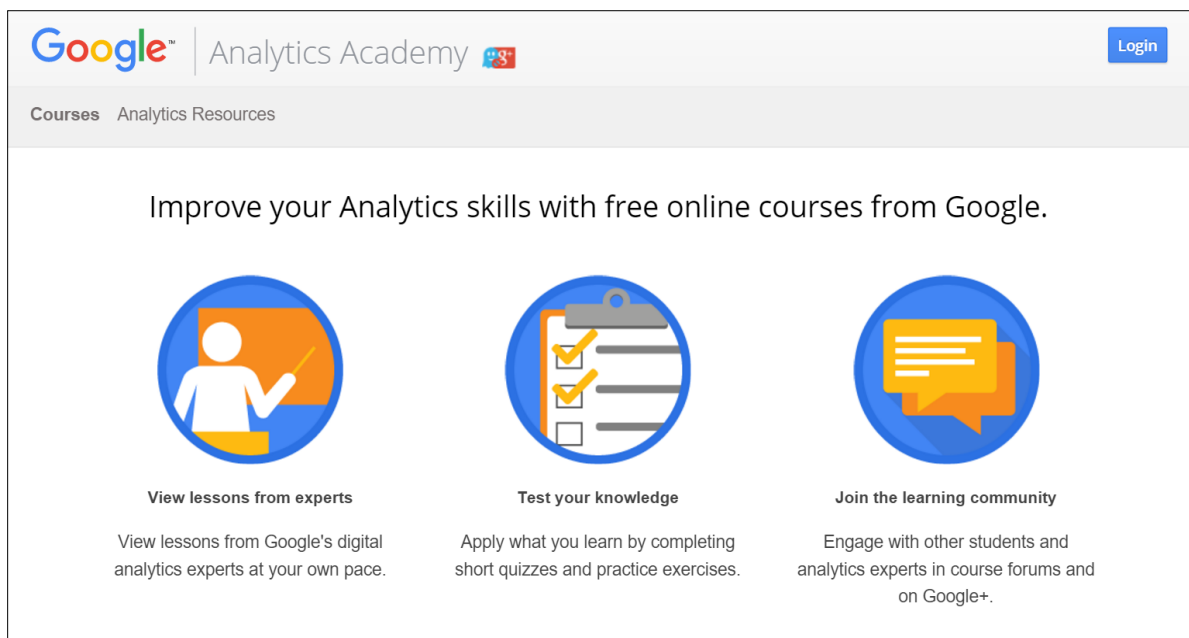 Google™ Analytics Academy g+ Login
Courses Analytics Resources
Improve your Analytics skills with free online courses from Google.
View lessons from experts
View lessons from Google's digital
analytics experts at your own pace.
Test your knowledge
Apply what you learn by completing
short quizzes and practice exercises.
Join the learning community
Engage with other students and
analytics experts in course forums and
on Google+.